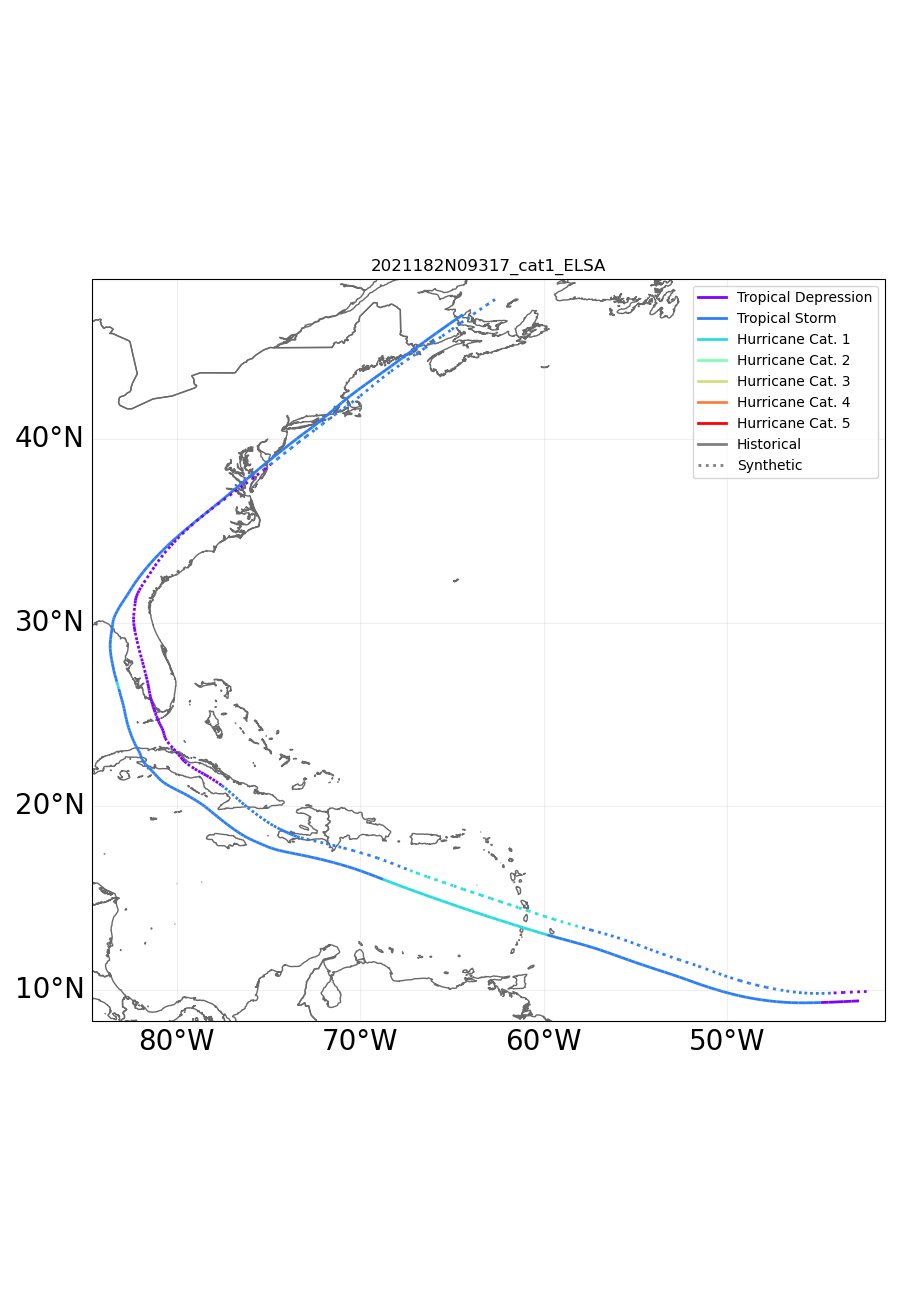 2021182N09317_cat1_ELSA
Tropical Depression
Tropical Storm
Hurricane Cat. 1
Hurricane Cat. 2
Hurricane Cat. 3
Hurricane Cat. 4
Hurricane Cat. 5
Historical
Synthetic
40°N
30°N
20°N
10°N
80°W 70°W 60°W 50°W